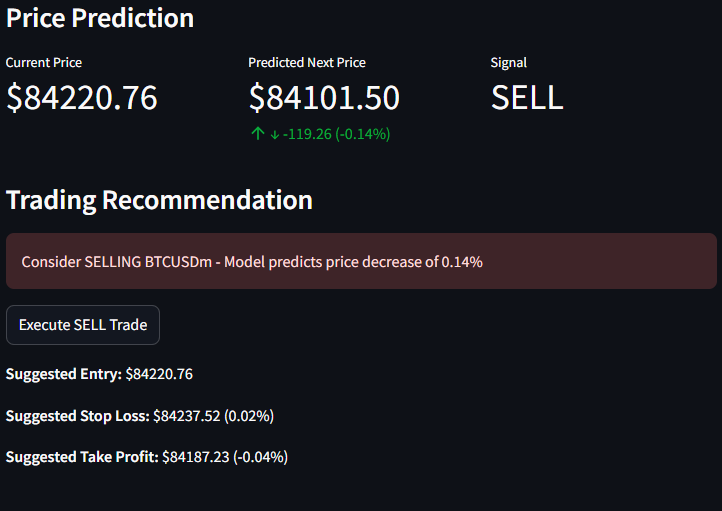 Price Prediction
Current Price
Predicted Next Price
Signal
$84220.76
$84101.50
SELL
↑ ↓ -119.26 (-0.14%)
Trading Recommendation
Consider SELLING BTCUSDm - Model predicts price decrease of 0.14%
Execute SELL Trade
Suggested Entry: $84220.76
Suggested Stop Loss: $84237.52 (0.02%)
Suggested Take Profit: $84187.23 (-0.04%)